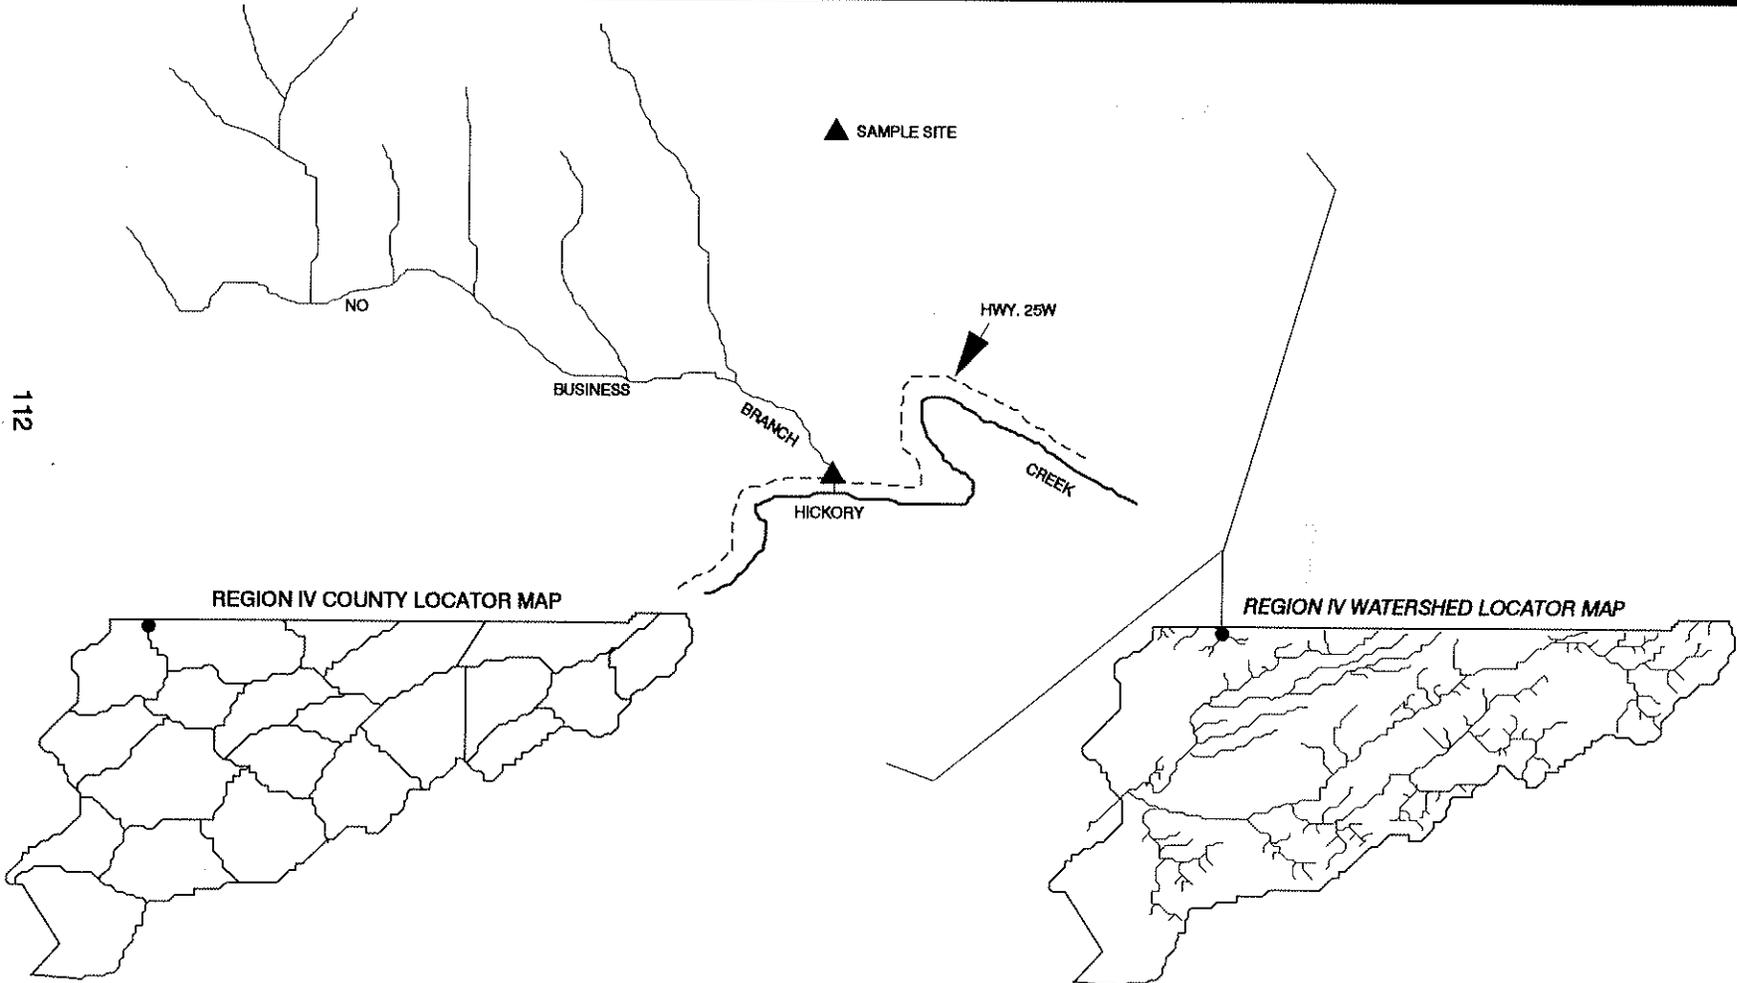 SAMPLE SITE
HWY. 25W
NO
BUSINESS
BRANCH
CREEK
HICKORY
112
REGION IV COUNTY LOCATOR MAP
REGION IV WATERSHED LOCATOR MAP